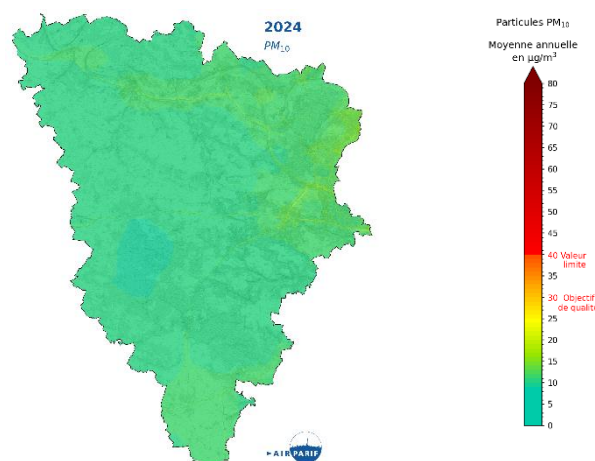 2024
PM10
Particules PM10
Moyenne annuelle
en µg/m³
80
75
70
65
60
55
50
45
40 Valeur
limite
35
30 Objectif
de qualité
25
20
15
10
5
0
AIRPARIF